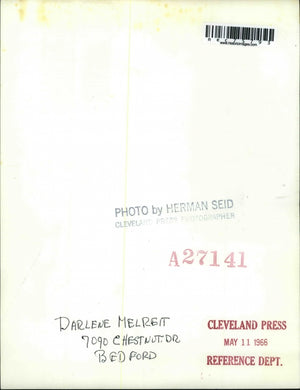 PHOTO by HERMAN SEID
CLEVELAND PRESS PHOTOGRAPHER
A27141
DARLENE MELREIT
7090 CHESTNUT DR
BEDFORD
CLEVELAND PRESS
MAY 11 1966
REFERENCE DEPT.